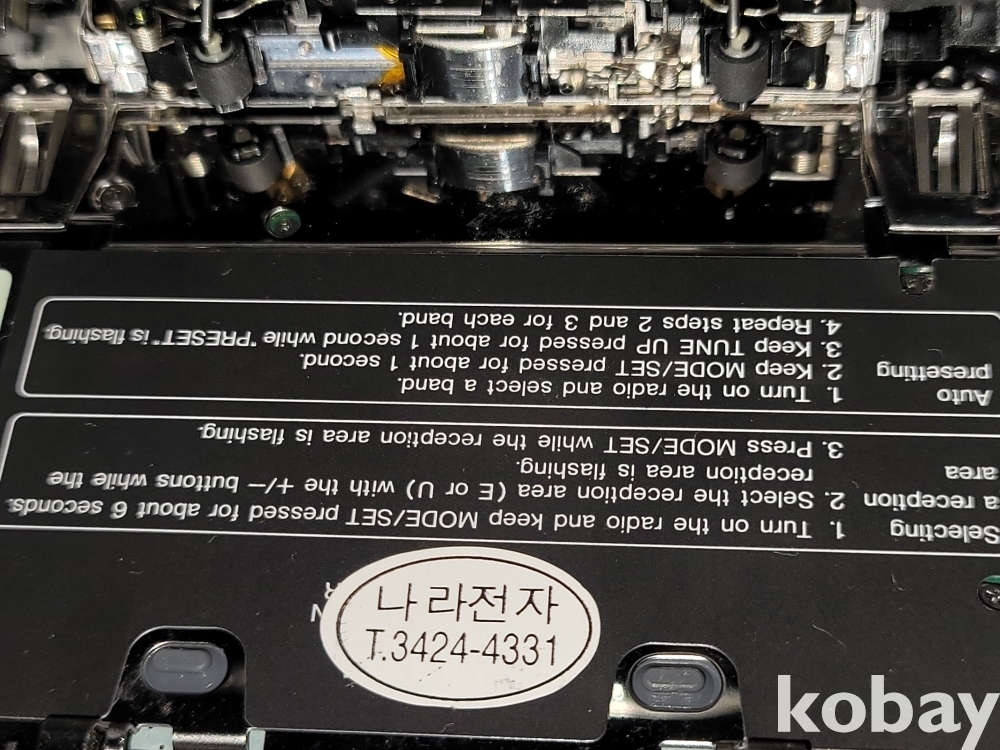 Selecting a reception area
1. Turn on the radio and keep MODE/SET pressed for about 6 seconds.
2. Select the reception area (E or U) with the +/− buttons while the
reception area is flashing.
3. Press MODE/SET while the reception area is flashing.
Auto presetting
1. Turn on the radio and select a band.
2. Keep MODE/SET pressed for about 1 second.
3. Keep TUNE UP pressed for about 1 second while "PRESET" is flashing.
4. Repeat steps 2 and 3 for each band.
나라전자
T.3424-4331
kobay